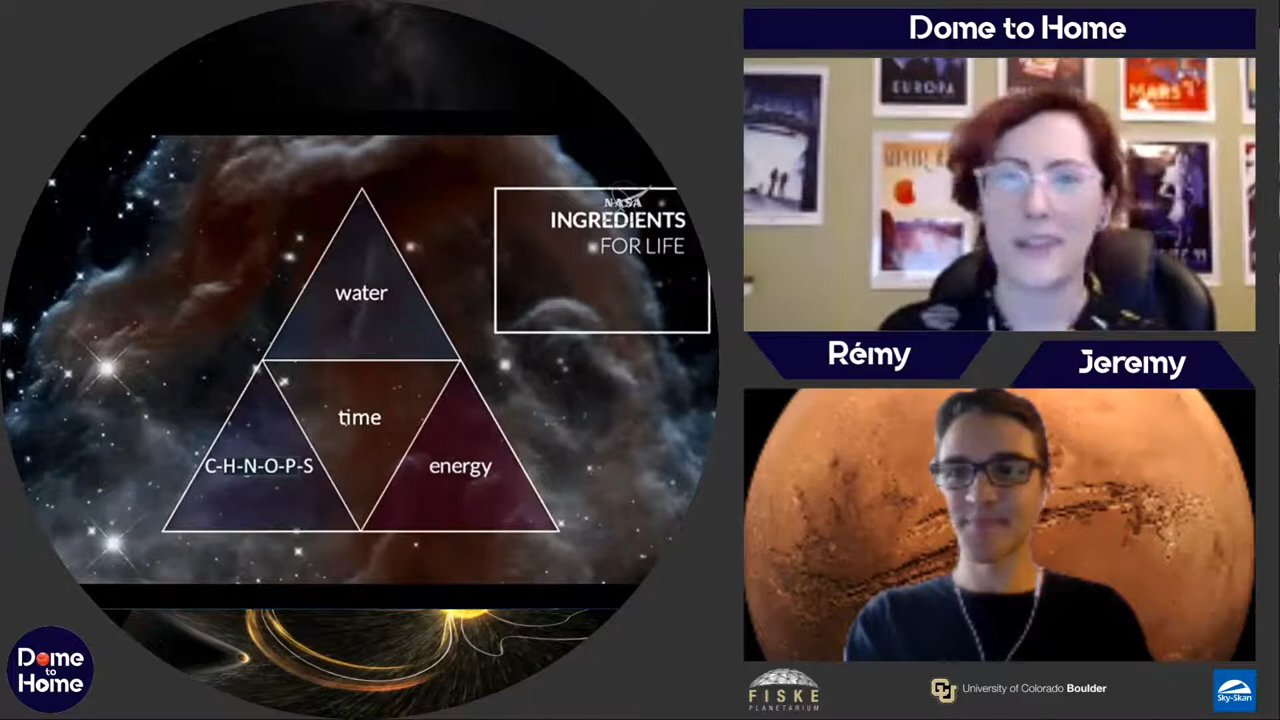 water
time
C-H-N-O-P-S
energy
NASA
INGREDIENTS
FOR LIFE
Dome
to
Home
Dome to Home
EUROPA
MARS
Rémy
Jeremy
FISKE
PLANETARIUM
CU
University of Colorado Boulder
Sky-Skan